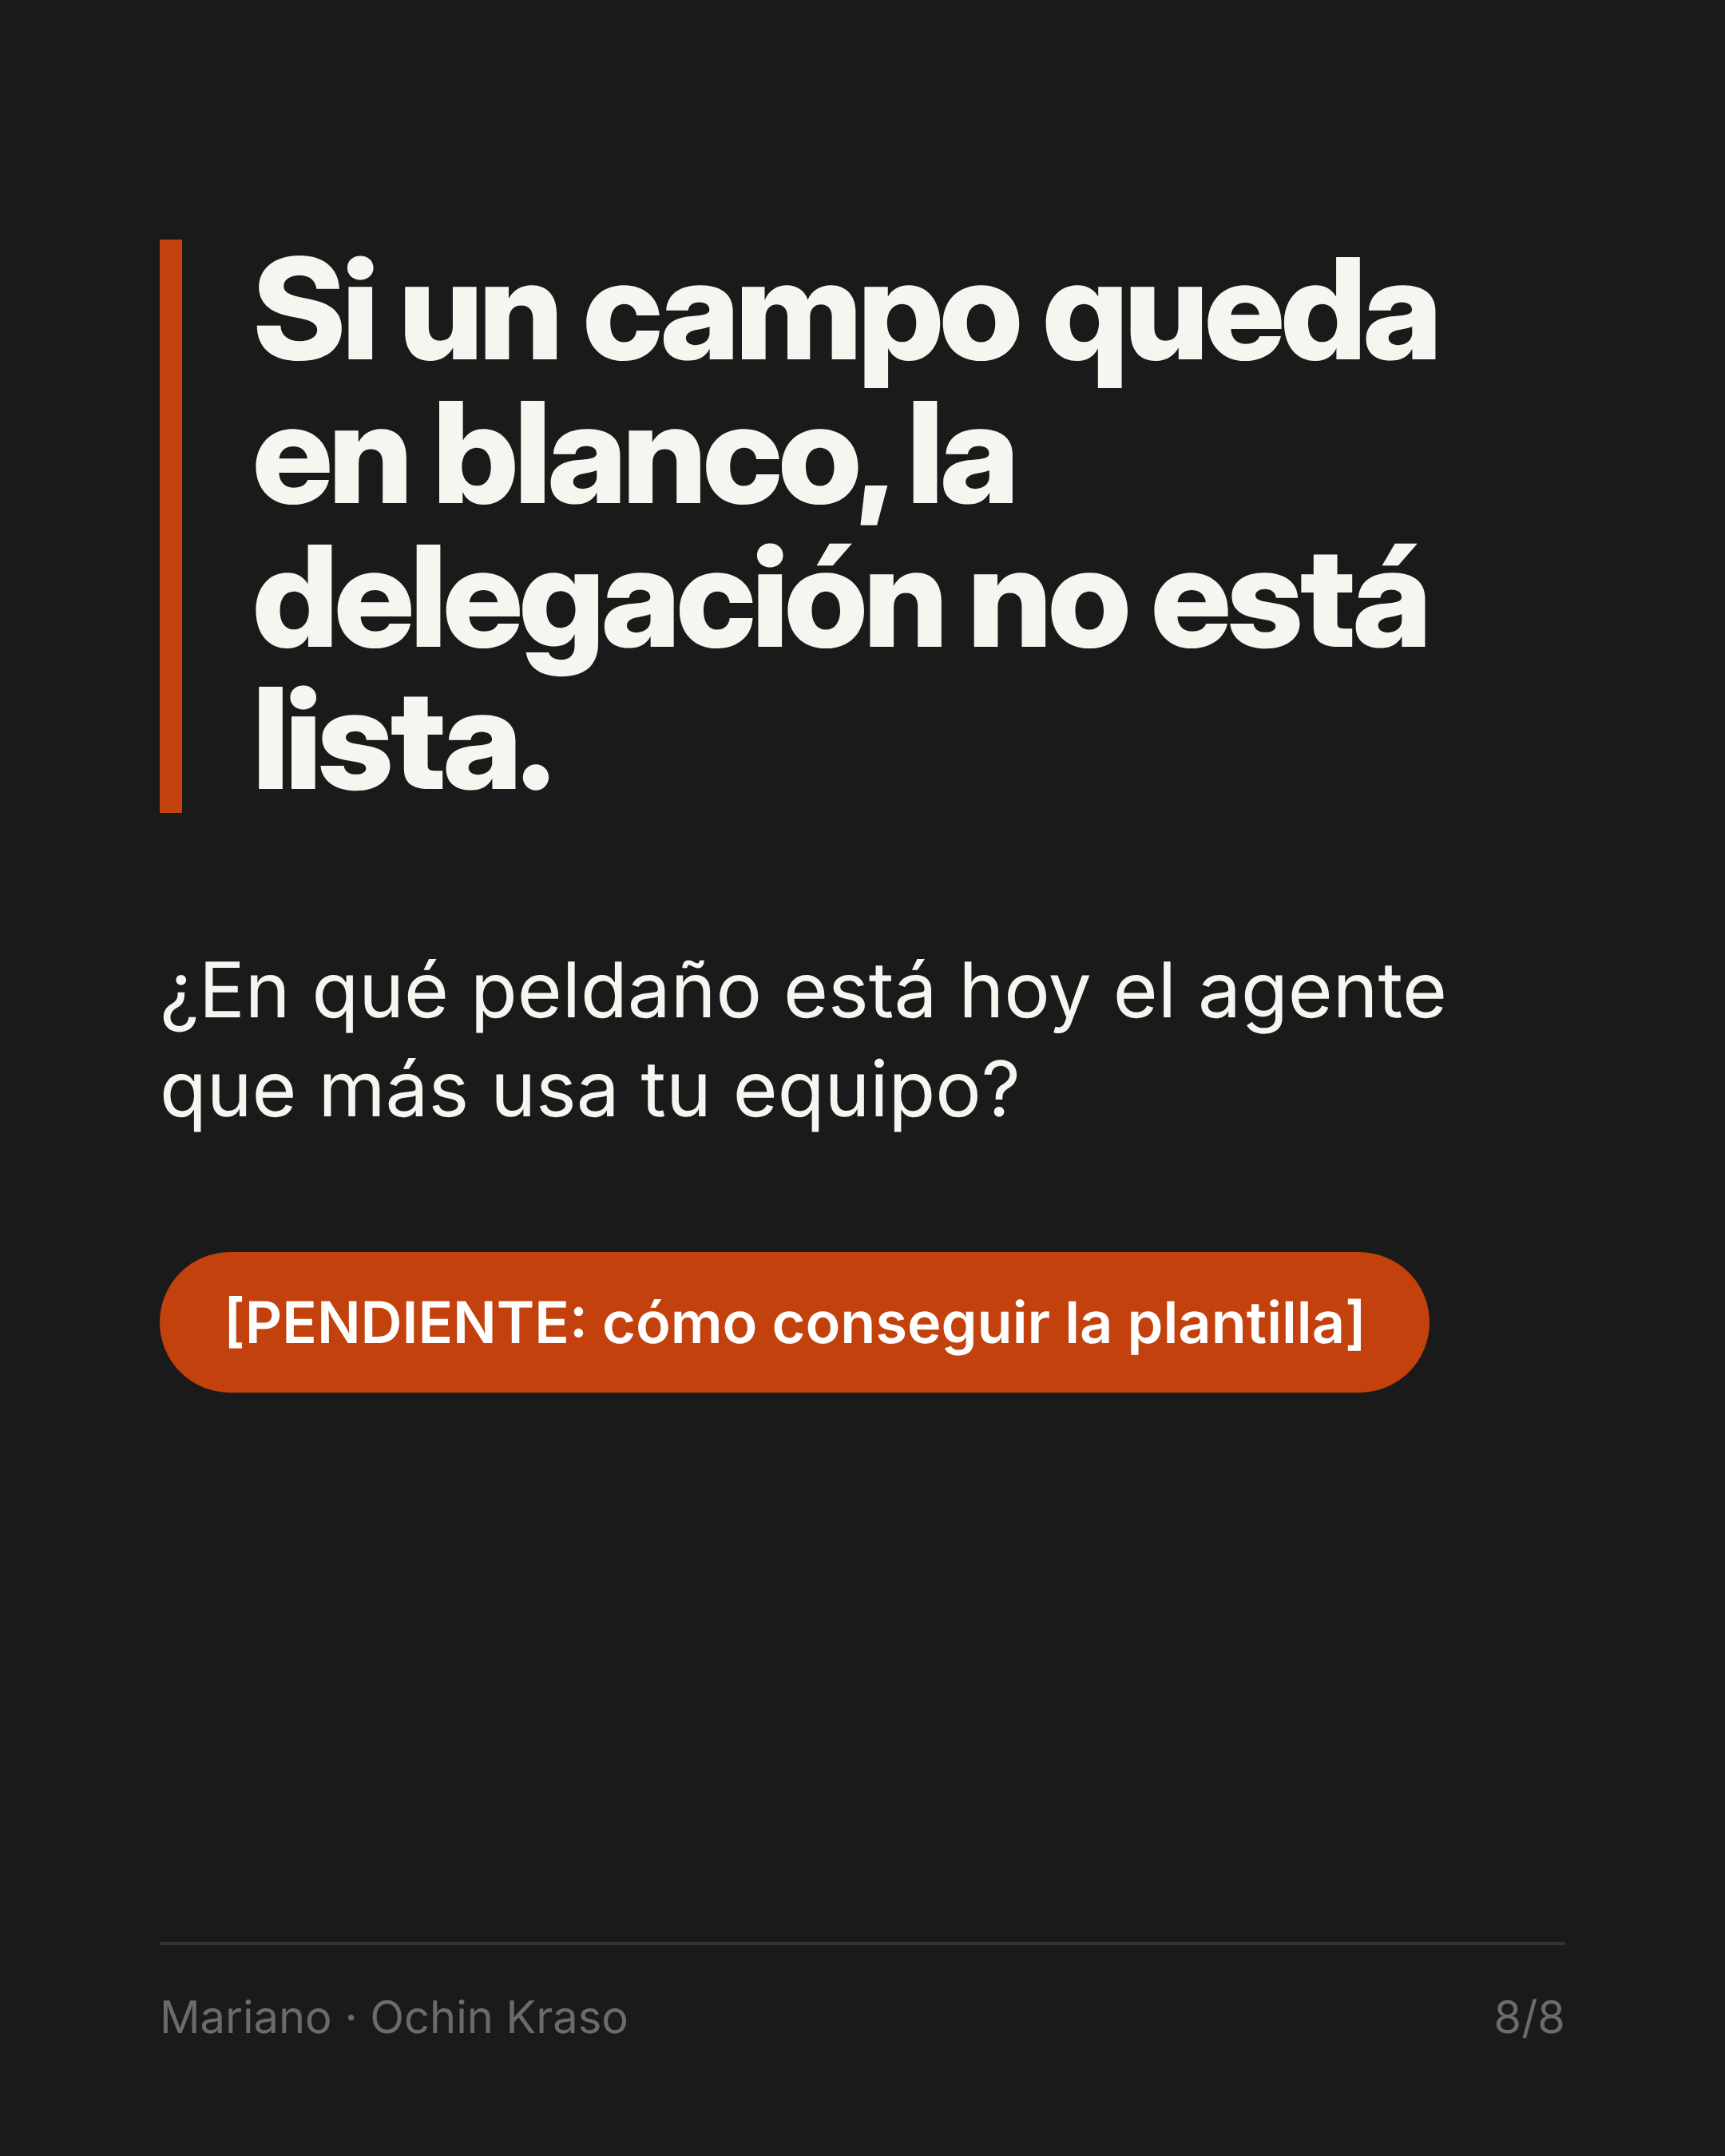 Si un campo queda
en blanco, la
delegación no está
lista.
¿En qué peldaño está hoy el agente
que más usa tu equipo?
[PENDIENTE: cómo conseguir la plantilla]
Mariano · Ochin Kraso
8/8